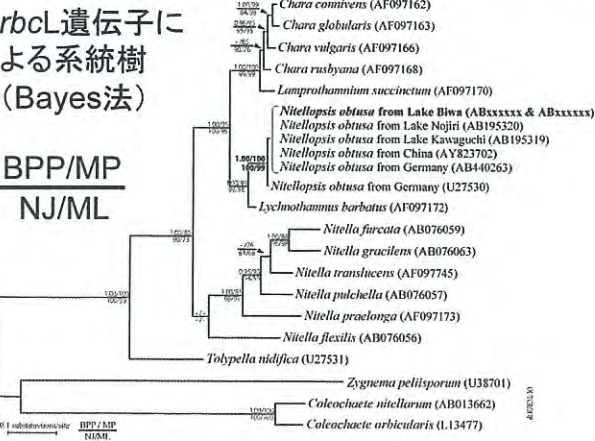 rbcL遺伝子に
よる系統樹
（Bayes法）
BPP/MP
NJ/ML
Chara connivens (AF097162)
Chara globularis (AF097163)
Chara vulgaris (AF097166)
Chara rusbyana (AF097168)
Lamprothamnium succinctum (AF097170)
Nitellopsis obtusa from Lake Biwa (ABxxxxxx & ABxxxxxx)
Nitellopsis obtusa from Lake Nojiri (AB195320)
Nitellopsis obtusa from Lake Kawaguchi (AB195319)
Nitellopsis obtusa from China (AY823702)
1.00/100
100/99
Nitellopsis obtusa from Germany (AB440263)
Nitellopsis obtusa from Germany (U27530)
Lychnothamnus barbatus (AF097172)
Nitella furcata (AB076059)
Nitella gracilens (AB076063)
Nitella translucens (AF097745)
Nitella pulchella (AB076057)
Nitella praelonga (AF097173)
Nitella flexilis (AB076056)
Tolypella nidifica (U27531)
Zygnema pelilsporum (U38701)
Coleochaete nitellarum (AB013662)
Coleochaete orbicularis (L13477)
0.1 substitutions/site
BPP / MP
NJ/ML